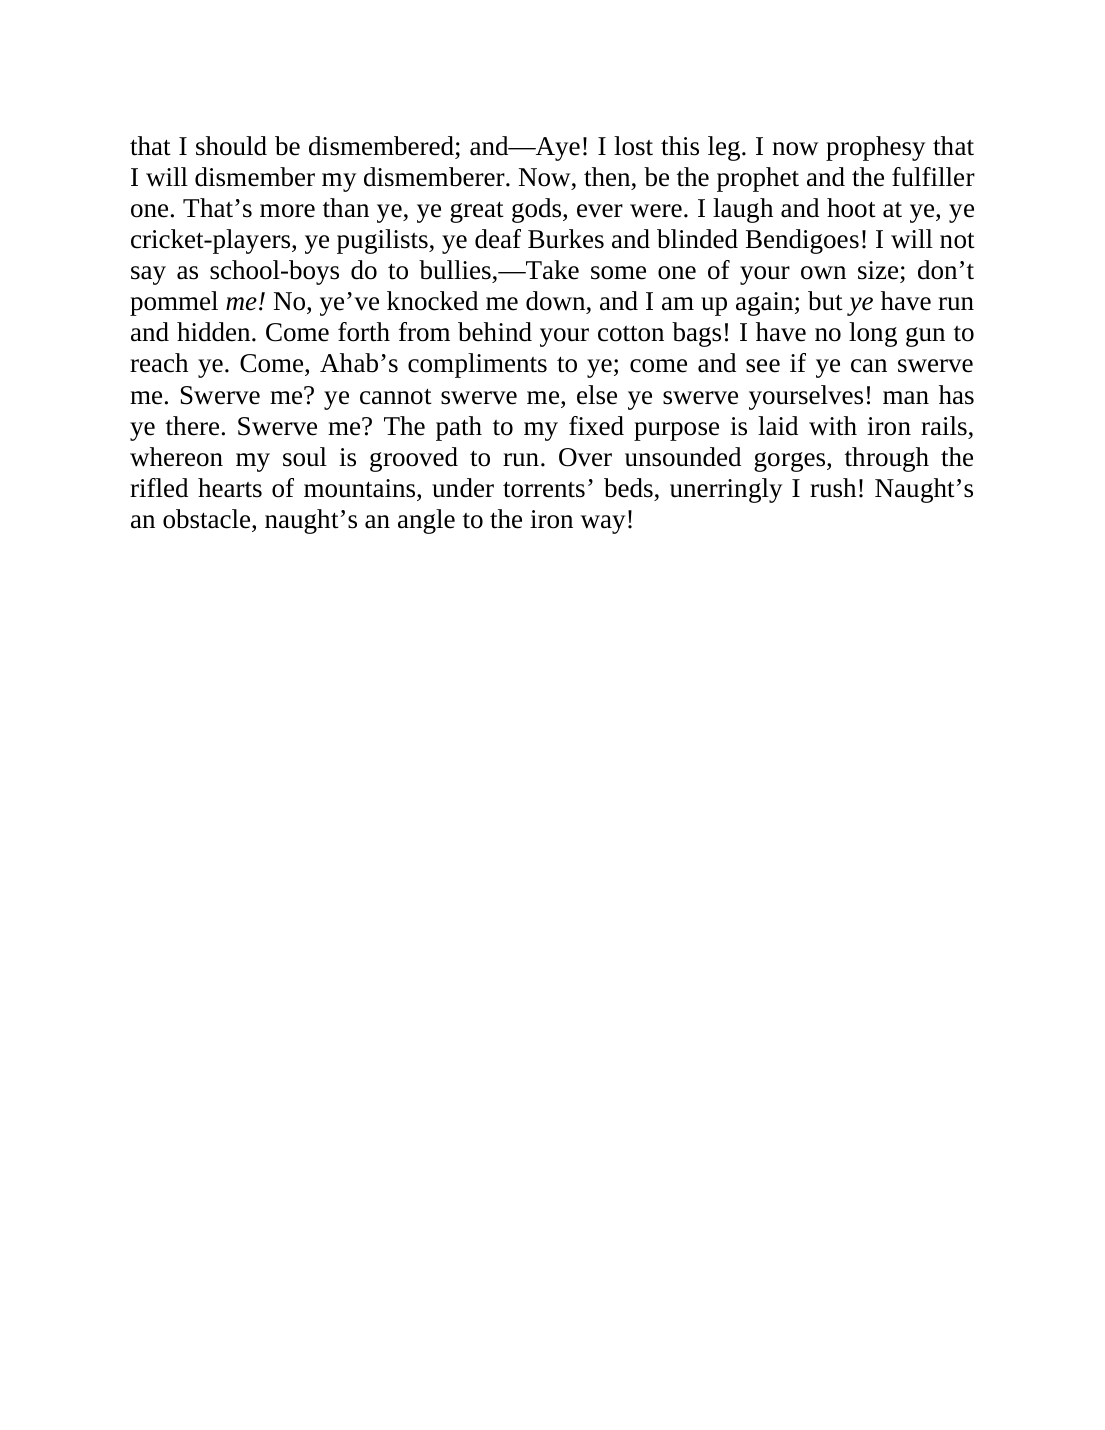 that I should be dismembered; and—Aye! I lost this leg. I now prophesy that
I will dismember my dismemberer. Now, then, be the prophet and the fulfiller
one. That’s more than ye, ye great gods, ever were. I laugh and hoot at ye, ye
cricket-players, ye pugilists, ye deaf Burkes and blinded Bendigoes! I will not
say as school-boys do to bullies,—Take some one of your own size; don’t
pommel me! No, ye’ve knocked me down, and I am up again; but ye have run
and hidden. Come forth from behind your cotton bags! I have no long gun to
reach ye. Come, Ahab’s compliments to ye; come and see if ye can swerve
me. Swerve me? ye cannot swerve me, else ye swerve yourselves! man has
ye there. Swerve me? The path to my fixed purpose is laid with iron rails,
whereon my soul is grooved to run. Over unsounded gorges, through the
rifled hearts of mountains, under torrents’ beds, unerringly I rush! Naught’s
an obstacle, naught’s an angle to the iron way!